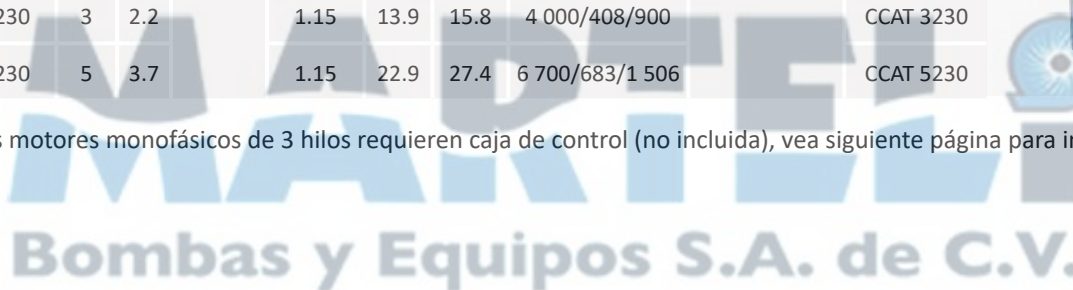 230 3 2.2 1.15 13.9 15.8 4 000/408/900 CCAT 3230
230 5 3.7 1.15 22.9 27.4 6 700/683/1 506 CCAT 5230
motores monofásicos de 3 hilos requieren caja de control (no incluida), vea siguiente página para
MARTEL
Bombas y Equipos S.A. de C.V.